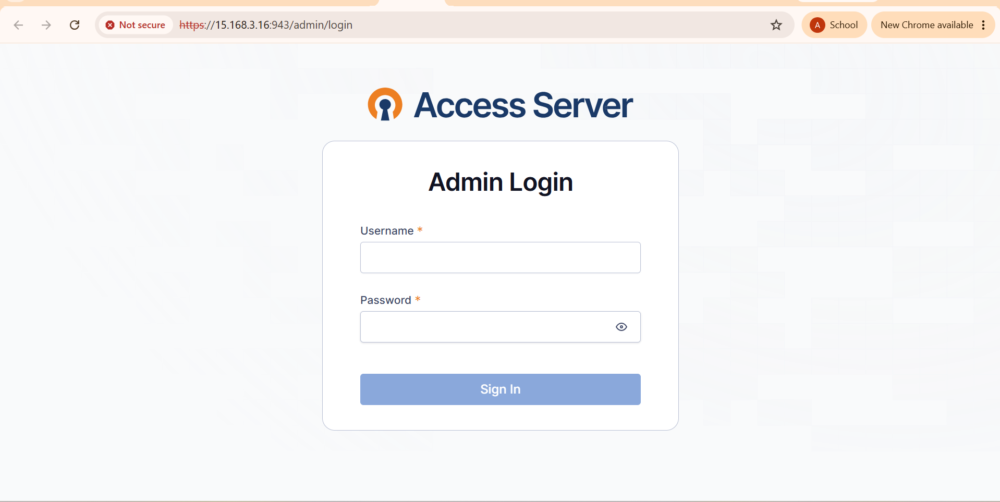 Not secure https://15.168.3.16:943/admin/login A School New Chrome available
Access Server
Admin Login
Username *
Password *
Sign In